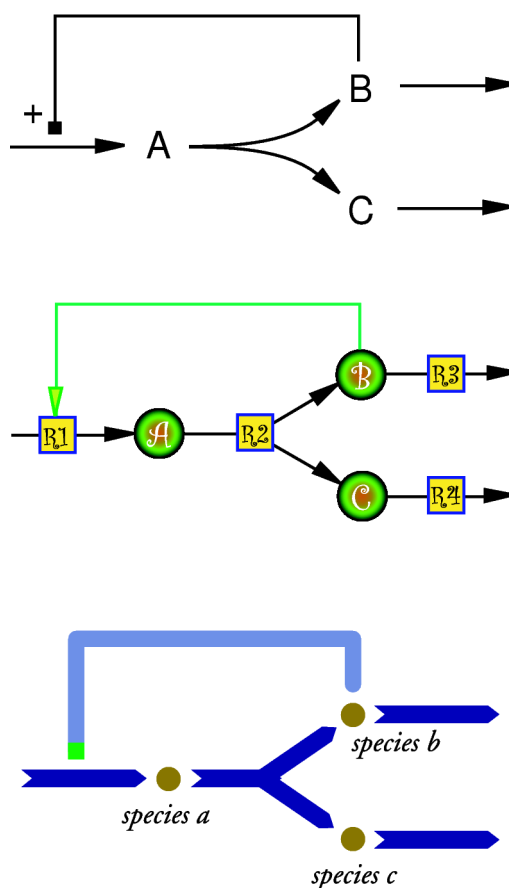 B
+
A
C
B
R3
R1
A
R2
C
R4
species b
species a
species c